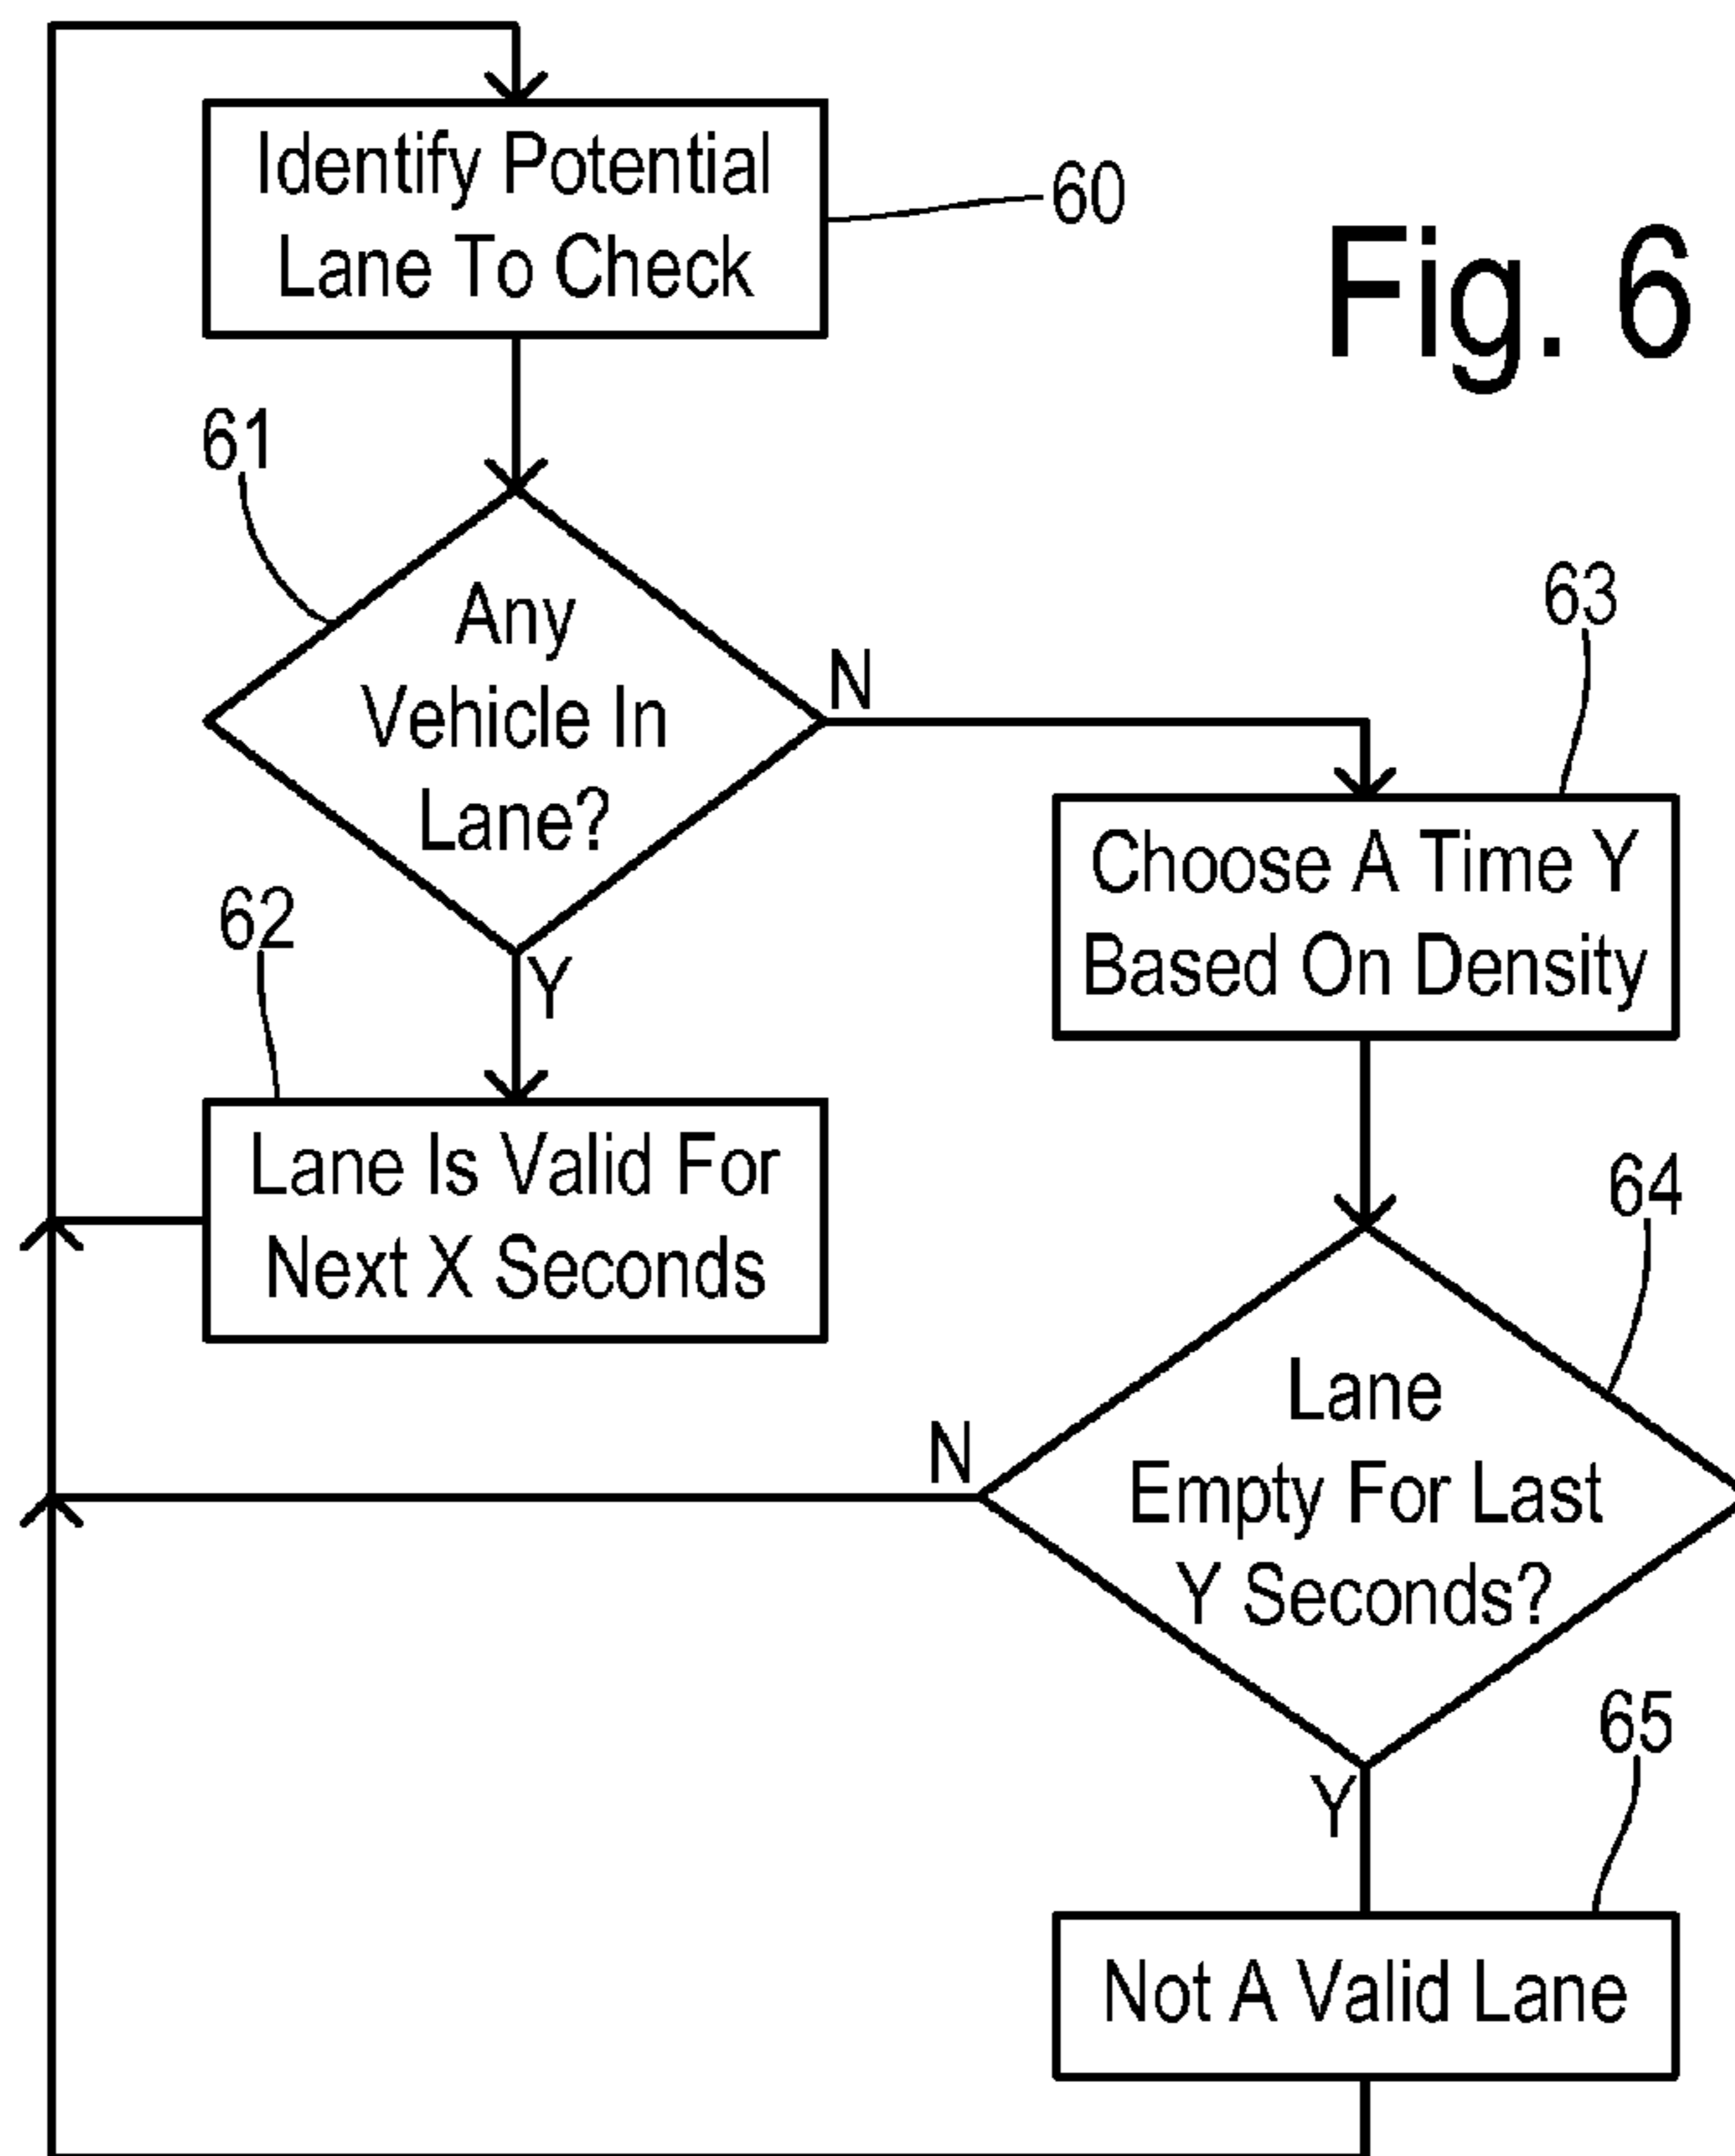 Identify Potential
Lane To Check
60
Fig. 6
61
Any
Vehicle In
Lane?
N
Y
62
Lane Is Valid For
Next X Seconds
63
Choose A Time Y
Based On Density
64
Lane
Empty For Last
Y Seconds?
N
Y
65
Not A Valid Lane